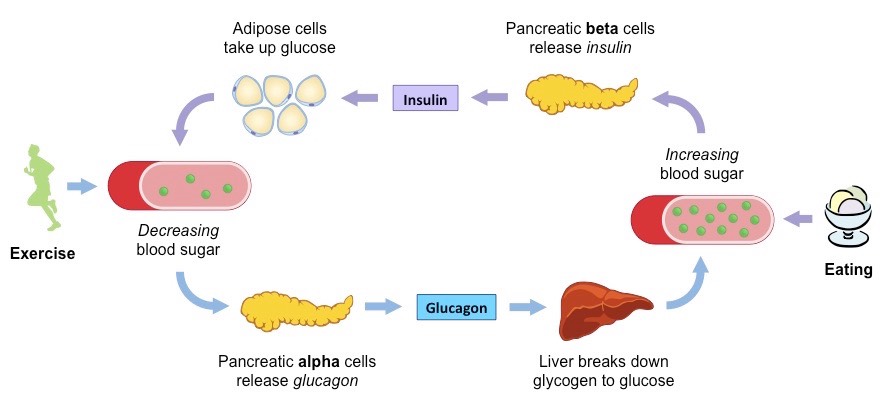 Adipose cells
take up glucose
Pancreatic beta cells
release insulin
Insulin
Increasing
blood sugar
Decreasing
blood sugar
Exercise
Eating
Glucagon
Pancreatic alpha cells
release glucagon
Liver breaks down
glycogen to glucose